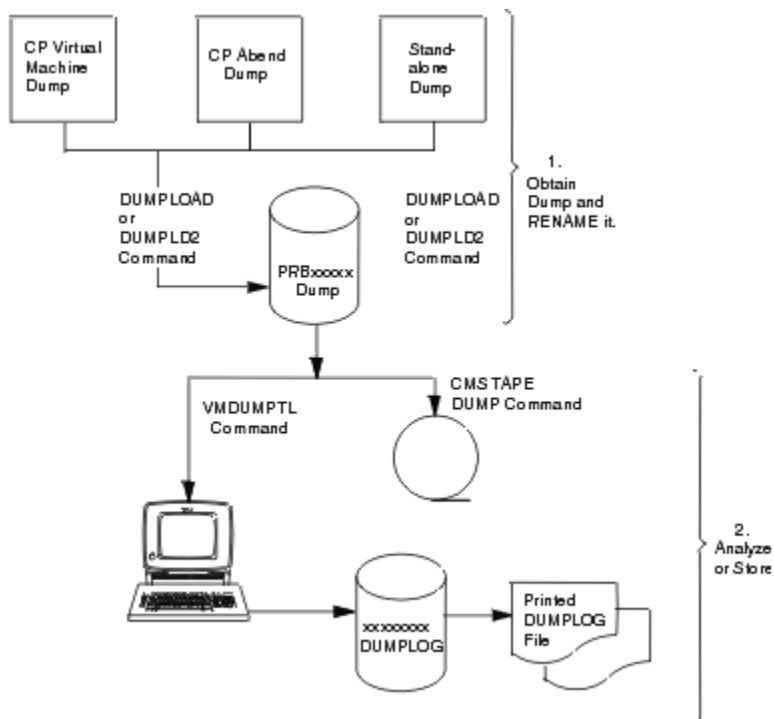 CP Virtual
Machine
Dump
CP Abend
Dump
Stand-
alone
Dump
1.
Obtain
Dump and
RENAME it.
DUMPLOAD
or
DUMPLD2
Command
DUMPLOAD
or
DUMPLD2
Command
PRBxxxxx
Dump
VMDUMPTL
Command
CMS TAPE
DUMP Command
2.
Analyze
or Store
xxxxxxxx
DUMPLOG
Printed
DUMPLOG
File